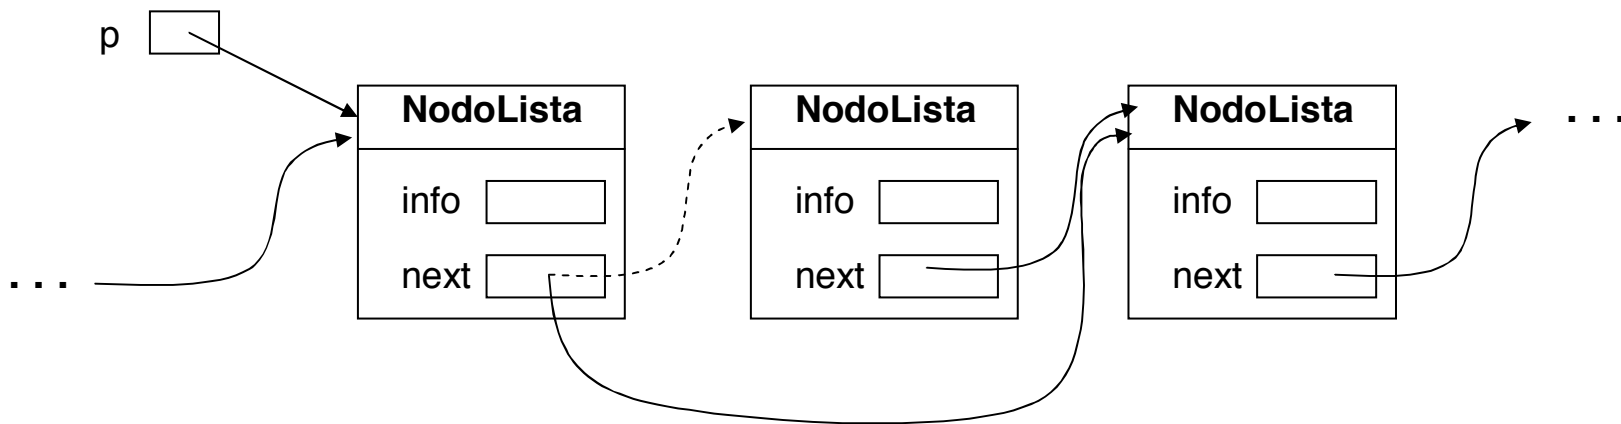 p
NodoLista NodoLista NodoLista . . .
info info info
. . . next next next